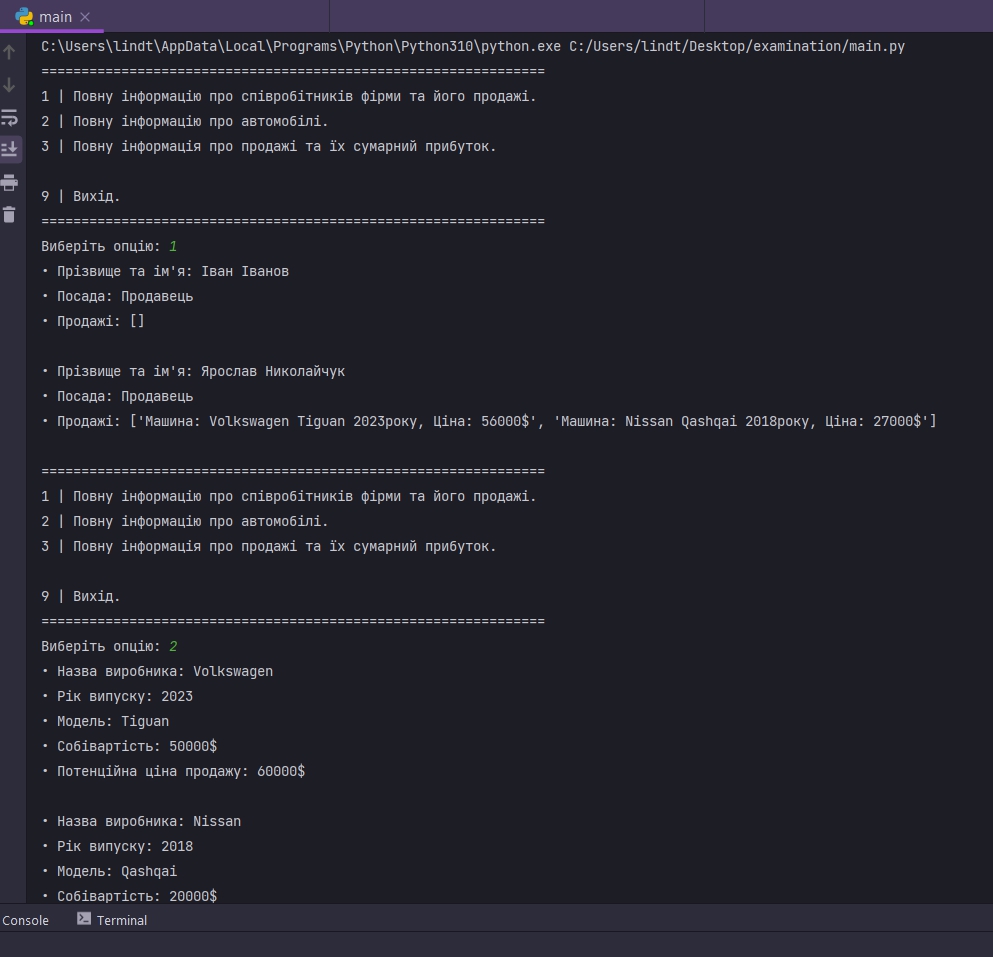 main
C:\Users\lindt\AppData\Local\Programs\Python\Python310\python.exe C:/Users/lindt/Desktop/examination/main.py
===============================================================
1 | Повну інформацію про співробітників фірми та його продажі.
2 | Повну інформацію про автомобілі.
3 | Повну інформація про продажі та їх сумарний прибуток.
9 | Вихід.
===============================================================
Виберіть опцію: 1
• Прізвище та ім'я: Іван Іванов
• Посада: Продавець
• Продажі: []
• Прізвище та ім'я: Ярослав Николайчук
• Посада: Продавець
• Продажі: ['Машина: Volkswagen Tiguan 2023року, Ціна: 56000$', 'Машина: Nissan Qashqai 2018року, Ціна: 27000$']
===============================================================
1 | Повну інформацію про співробітників фірми та його продажі.
2 | Повну інформацію про автомобілі.
3 | Повну інформація про продажі та їх сумарний прибуток.
9 | Вихід.
===============================================================
Виберіть опцію: 2
• Назва виробника: Volkswagen
• Рік випуску: 2023
• Модель: Tiguan
• Собівартість: 50000$
• Потенційна ціна продажу: 60000$
• Назва виробника: Nissan
• Рік випуску: 2018
• Модель: Qashqai
• Собівартість: 20000$
Console Terminal